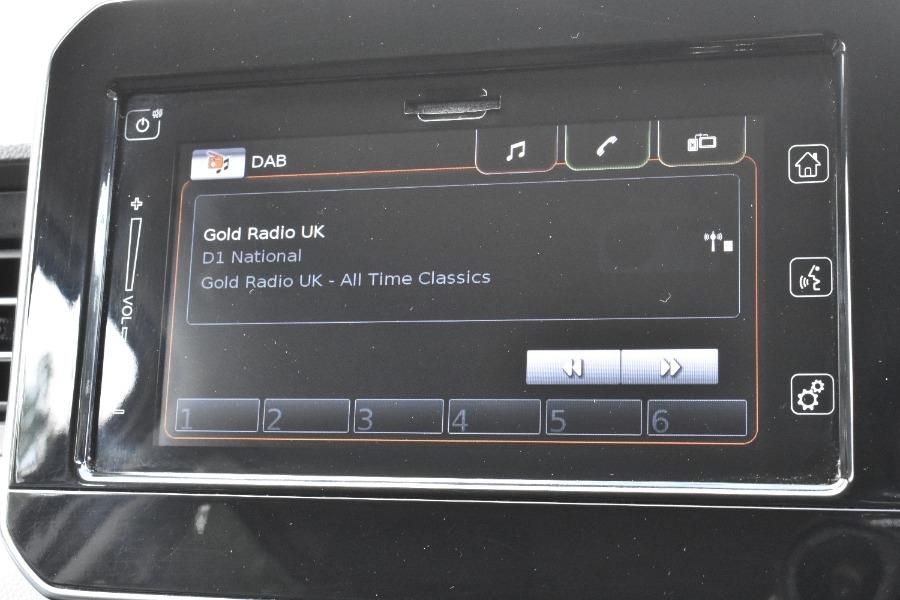 DAB
Gold Radio UK
D1 National
Gold Radio UK - All Time Classics
+
VOL
-
1 2 3 4 5 6